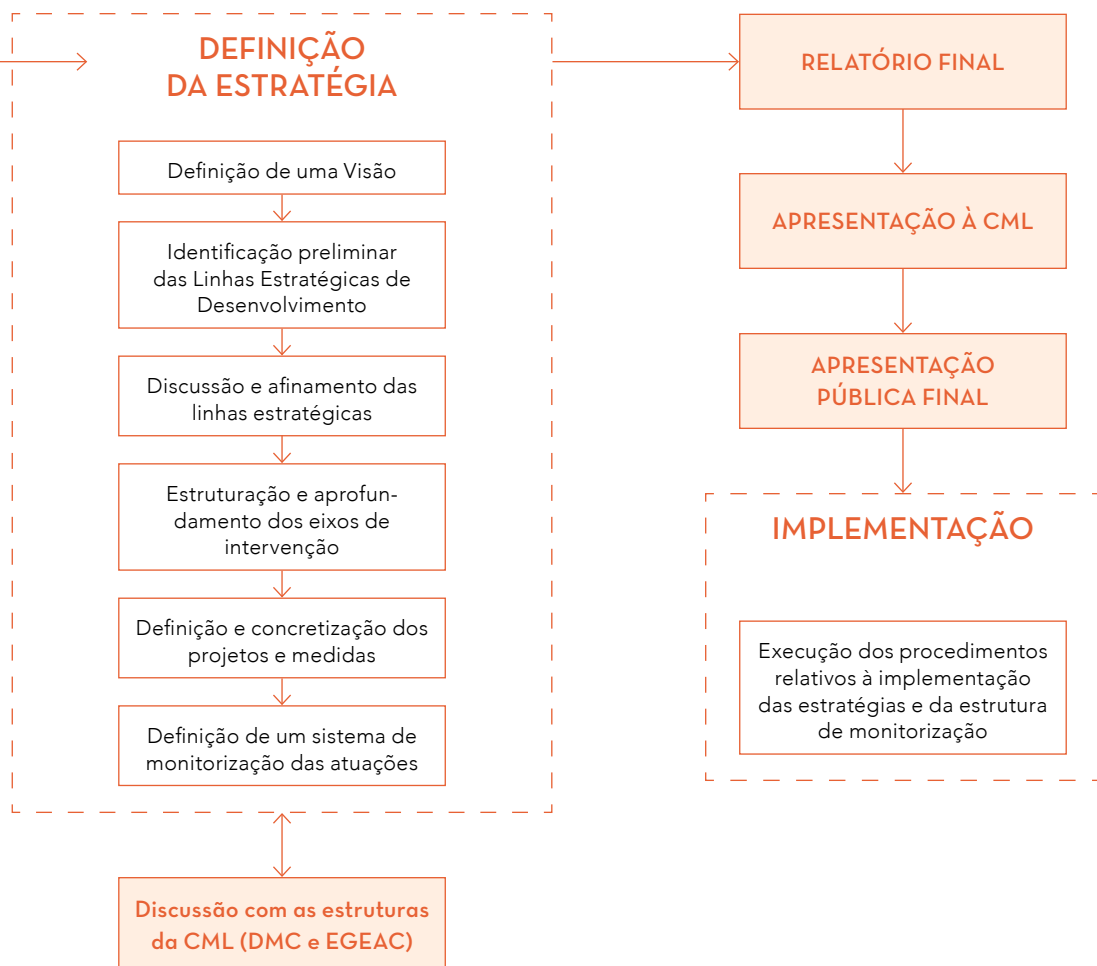 DEFINIÇÃO
DA ESTRATÉGIA
Definição de uma Visão
Identificação preliminar
das Linhas Estratégicas de
Desenvolvimento
Discussão e afinamento das
linhas estratégicas
Estruturação e aprofun-
damento dos eixos de
intervenção
Definição e concretização dos
projetos e medidas
Definição de um sistema de
monitorização das atuações
Discussão com as estruturas
da CML (DMC e EGEAC)
RELATÓRIO FINAL
APRESENTAÇÃO À CML
APRESENTAÇÃO
PÚBLICA FINAL
IMPLEMENTAÇÃO
Execução dos procedimentos
relativos à implementação
das estratégias e da estrutura
de monitorização